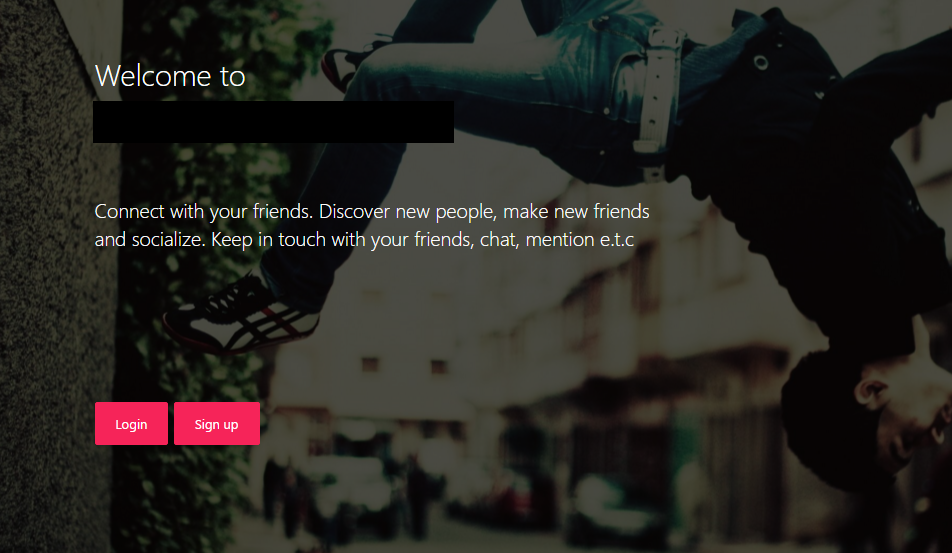 Welcome to
Connect with your friends. Discover new people, make new friends
and socialize. Keep in touch with your friends, chat, mention e.t.c
Login
Sign up